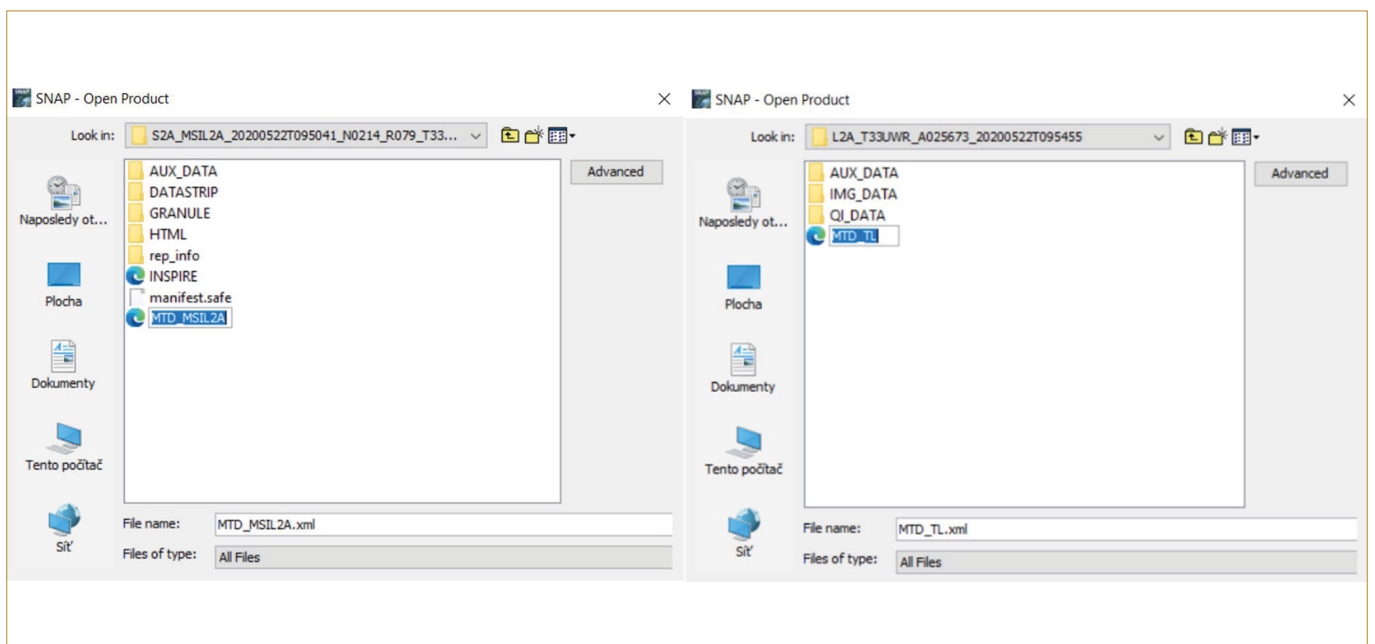 SNAP - Open Product
Look in: S2A_MSIL2A_20200522T095041_N0214_R079_T33...
AUX_DATA
DATASTRIP
GRANULE
HTML
rep_info
INSPIRE
manifest.safe
MTD_MSIL2A
Advanced
Naposledy ot...
Plocha
Dokumenty
Tento počítač
Síť
File name: MTD_MSIL2A.xml
Files of type: All Files
SNAP - Open Product
Look in: L2A_T33UWR_A025673_20200522T095455
AUX_DATA
IMG_DATA
QI_DATA
MTD_TL
Advanced
Naposledy ot...
Plocha
Dokumenty
Tento počítač
Síť
File name: MTD_TL.xml
Files of type: All Files